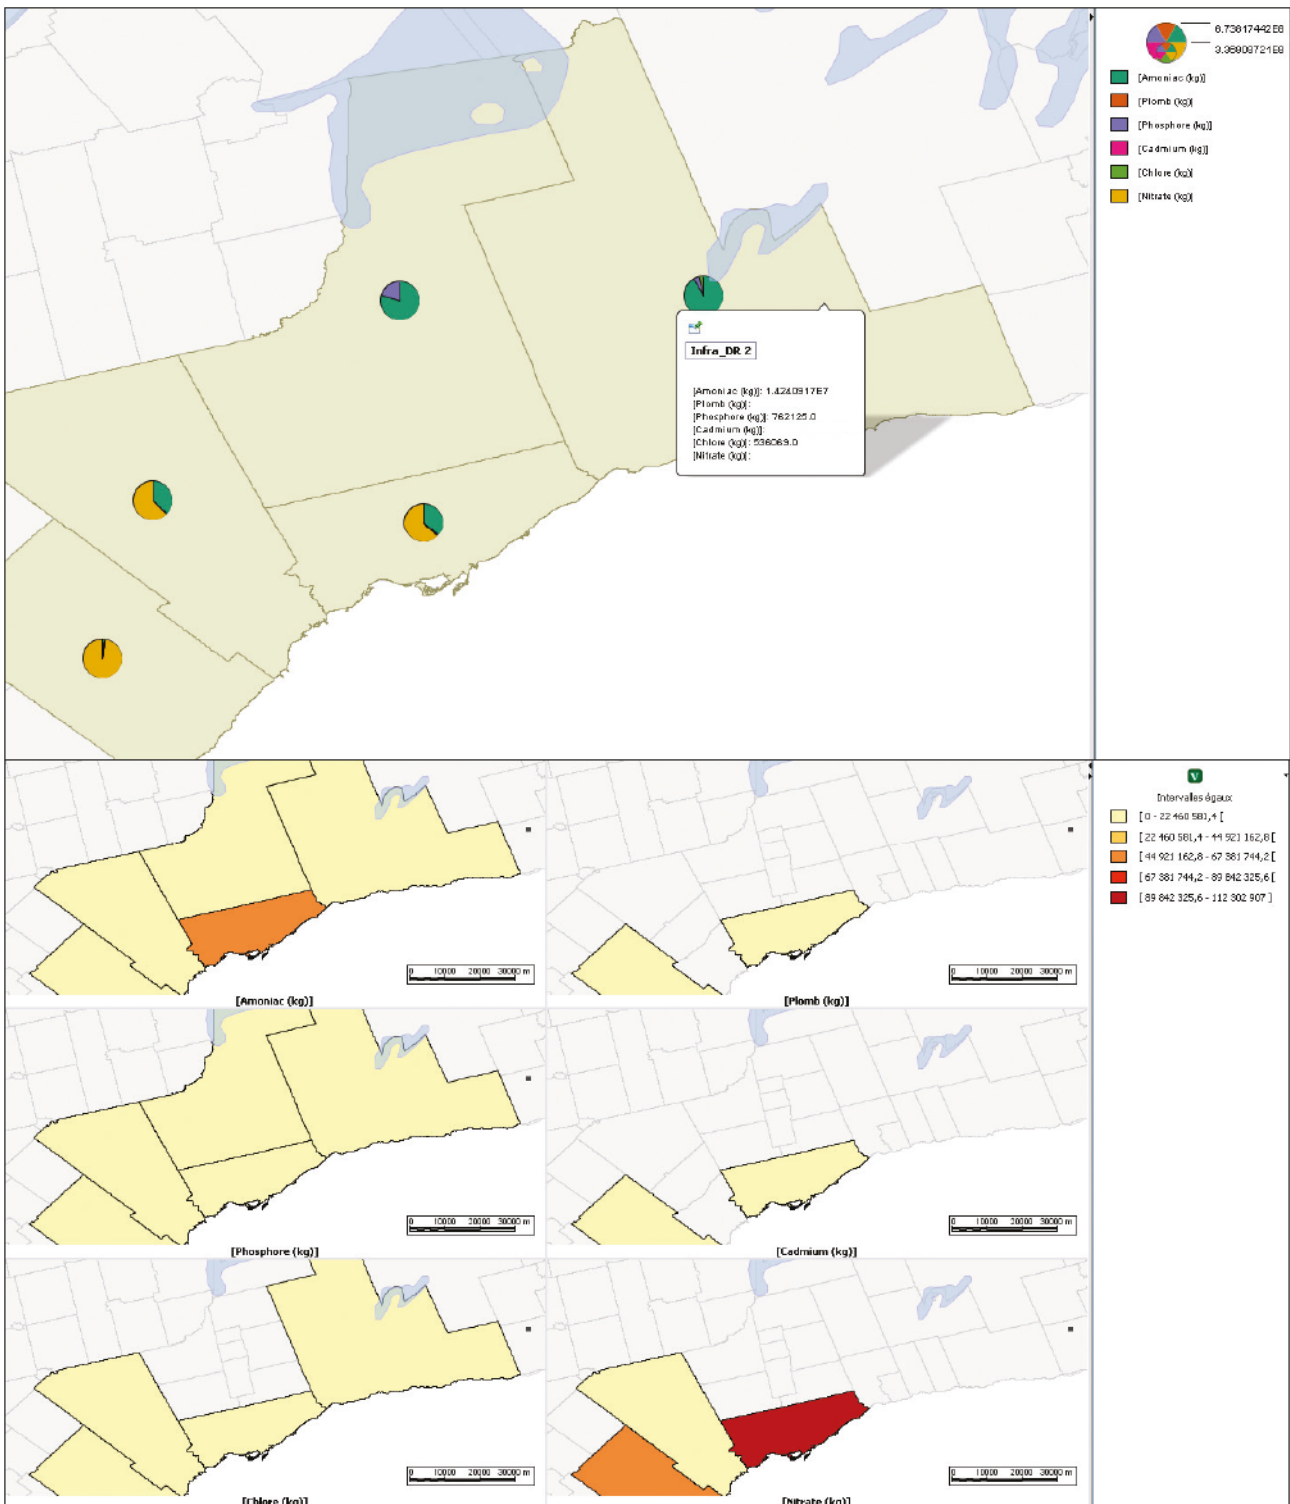 6.73617442E8
3.36808721E8
[Amoniac (kg)]
[Plomb (kg)]
[Phosphore (kg)]
[Cadmium (kg)]
[Chlore (kg)]
[Nitrate (kg)]
Infra_DR 2
[Amoniac (kg)]: 1.4240917E7
[Plomb (kg)]:
[Phosphore (kg)]: 762125.0
[Cadmium (kg)]:
[Chlore (kg)]: 536069.0
[Nitrate (kg)]:
V
Intervalles égaux
[ 0 - 22 460 581,4 [
[ 22 460 581,4 - 44 921 162,8 [
[ 44 921 162,8 - 67 381 744,2 [
[ 67 381 744,2 - 89 842 325,6 [
[ 89 842 325,6 - 112 302 907 ]
0 10000 20000 30000 m
[Amoniac (kg)]
0 10000 20000 30000 m
[Plomb (kg)]
0 10000 20000 30000 m
[Phosphore (kg)]
0 10000 20000 30000 m
[Cadmium (kg)]
0 10000 20000 30000 m
[Chlore (kg)]
0 10000 20000 30000 m
[Nitrate (kg)]